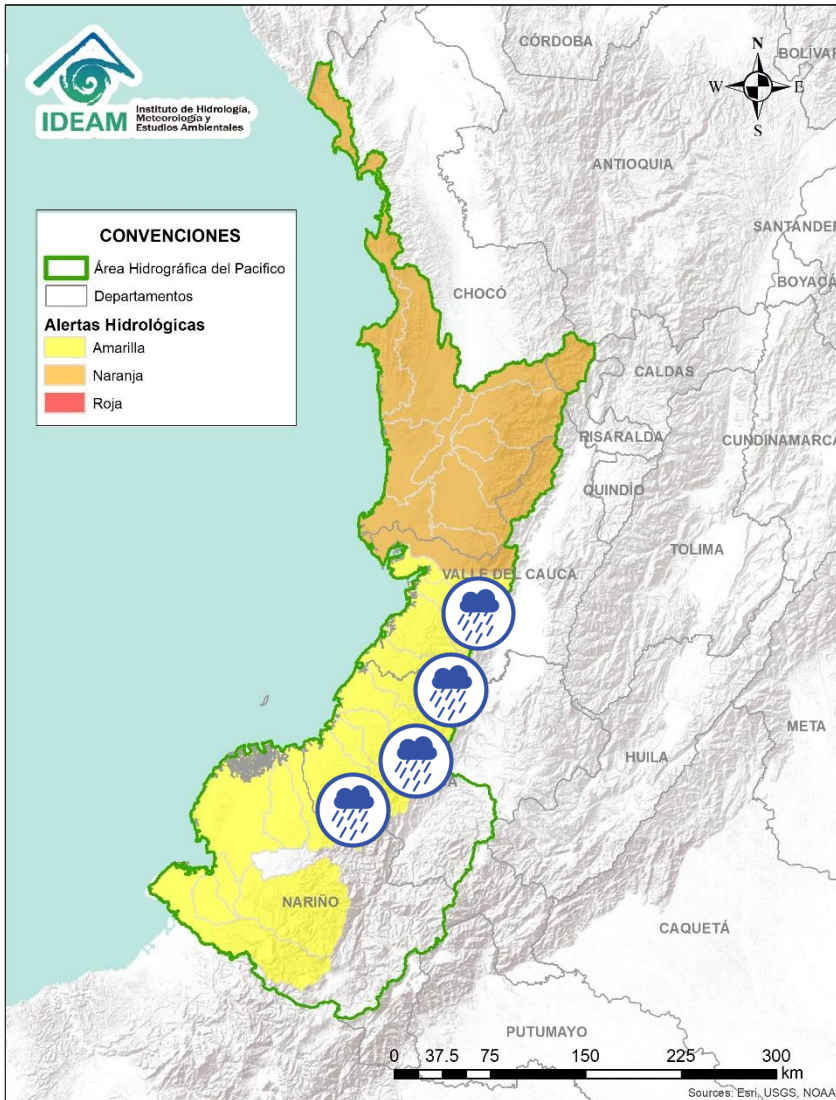 IDEAM
Instituto de Hidrología,
Meteorología y
Estudios Ambientales
CÓRDOBA
BOLÍVAR
N
W
E
S
ANTIOQUIA
SANTANDER
BOYACÁ
CONVENCIONES
Área Hidrográfica del Pacifico
Departamentos
Alertas Hidrológicas
Amarilla
Naranja
Roja
CHOCÓ
CALDAS
RISARALDA
CUNDINAMARCA
QUINDÍO
TOLIMA
VALLE DEL CAUCA
META
HUILA
A
NARIÑO
CAQUETÁ
PUTUMAYO
0 37.5 75 150 225 300
km
Sources: Esri, USGS, NOAA